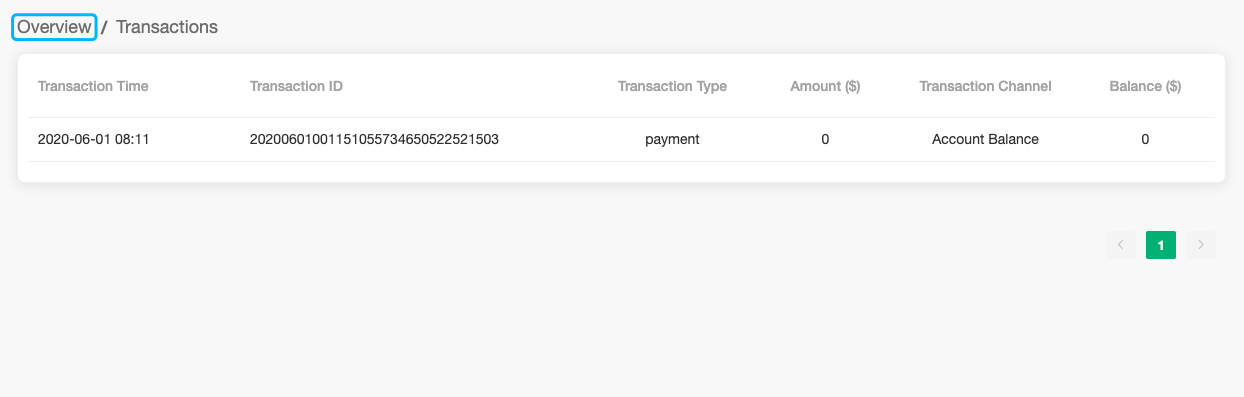 Overview / Transactions
Transaction Time Transaction ID Transaction Type Amount ($) Transaction Channel Balance ($)
2020-06-01 08:11 20200601001151055734650522521503 payment 0 Account Balance 0
1